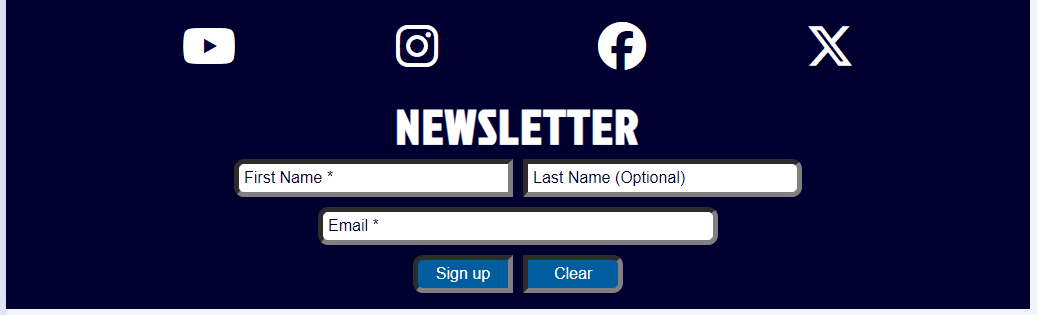 NEWSLETTER
First Name * Last Name (Optional)
Email *
Sign up Clear